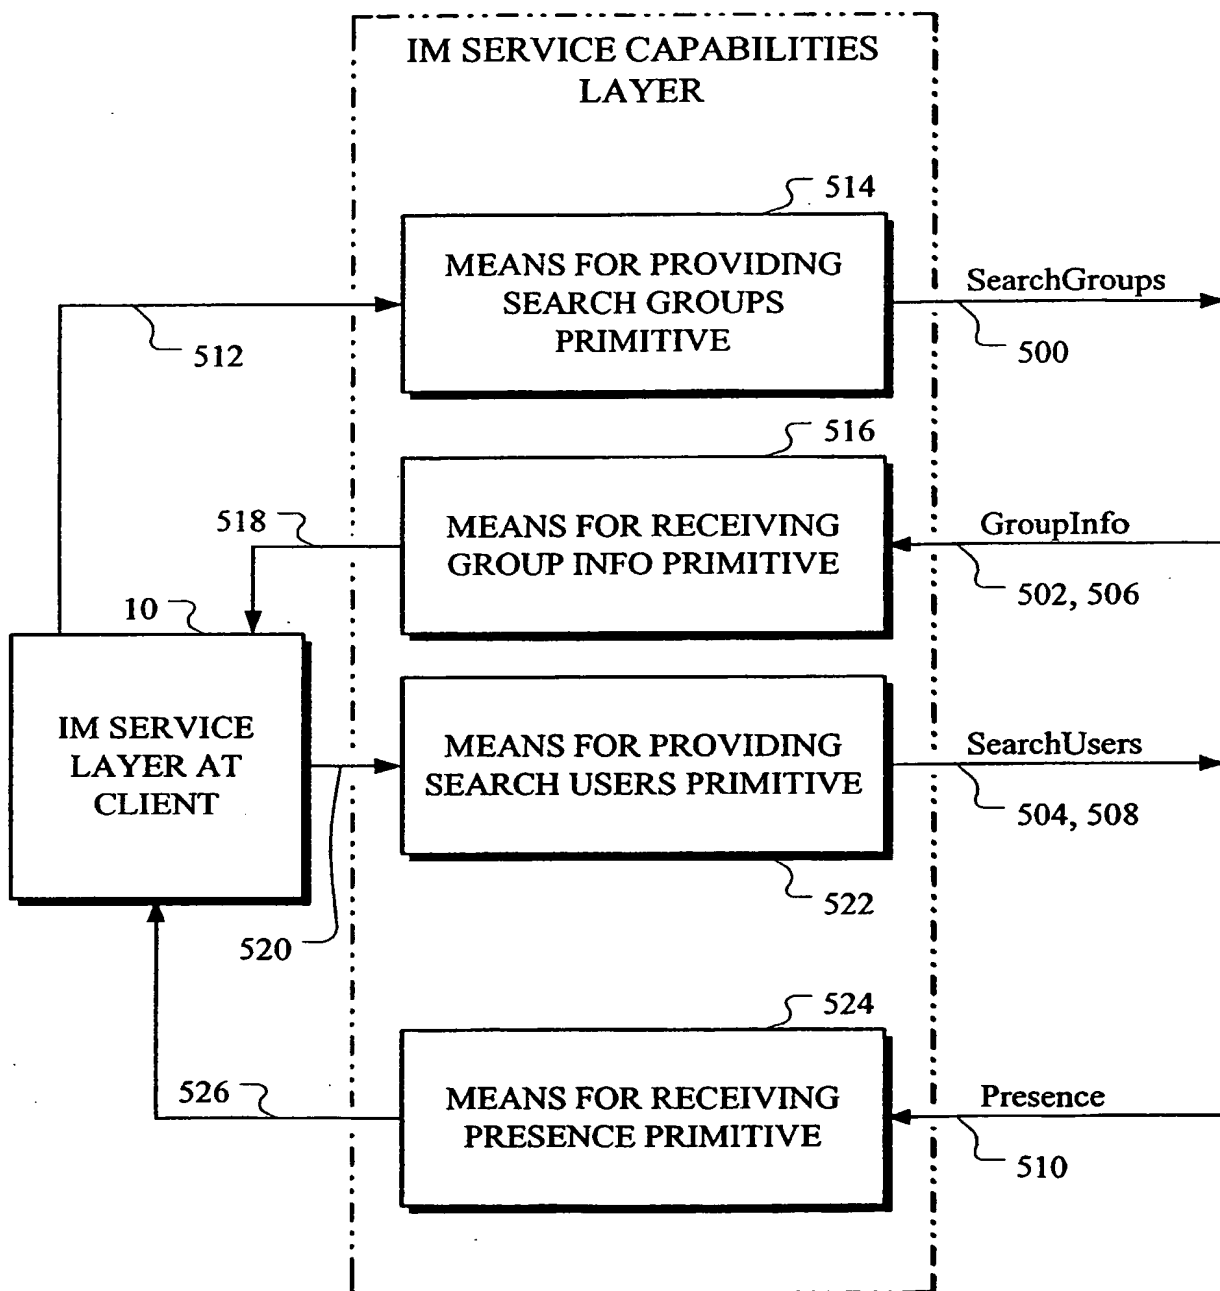 IM SERVICE CAPABILITIES
LAYER
514
MEANS FOR PROVIDING
SEARCH GROUPS
PRIMITIVE
SearchGroups
512
500
516
MEANS FOR RECEIVING
GROUP INFO PRIMITIVE
518
GroupInfo
502, 506
10
IM SERVICE
LAYER AT
CLIENT
MEANS FOR PROVIDING
SEARCH USERS PRIMITIVE
SearchUsers
504, 508
522
520
524
MEANS FOR RECEIVING
PRESENCE PRIMITIVE
526
Presence
510